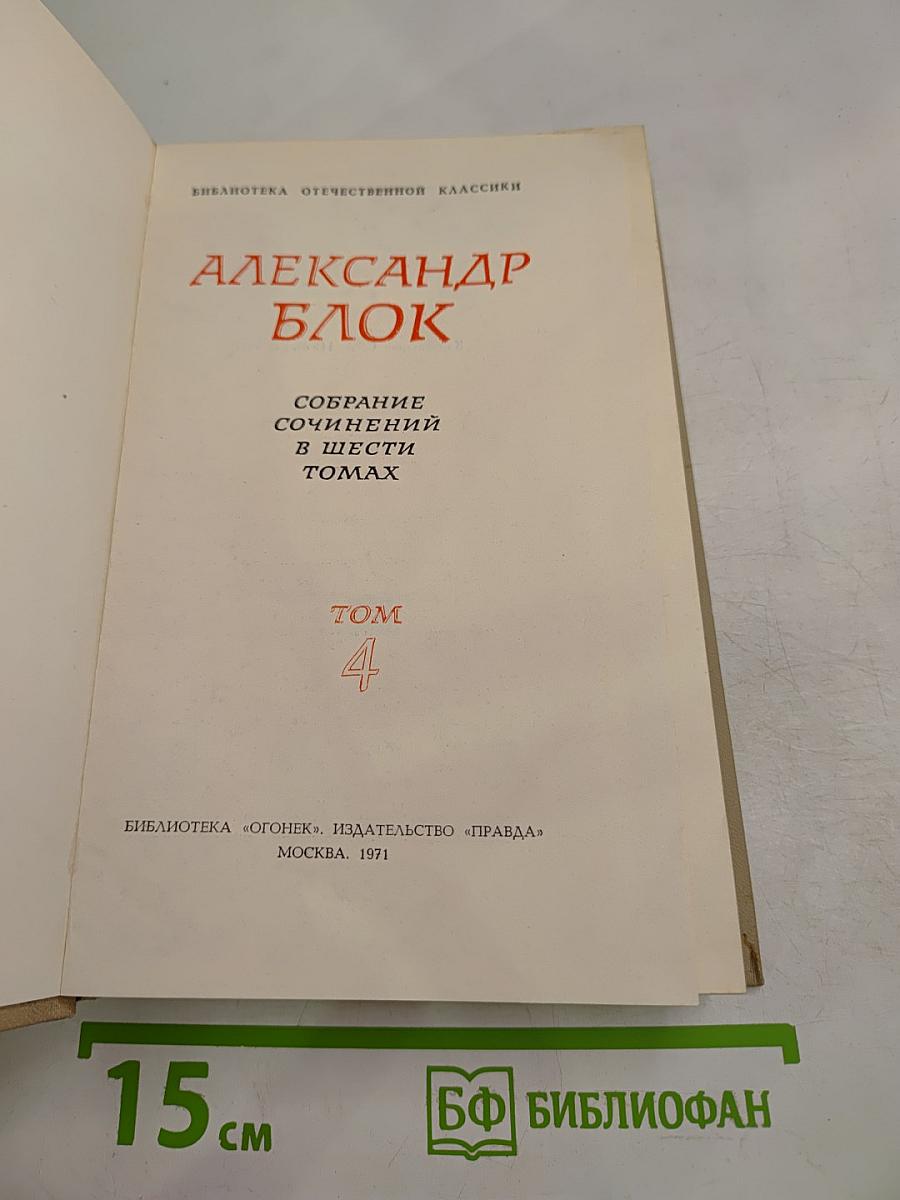 БИБЛИОТЕКА ОТЕЧЕСТВЕННОЙ КЛАССИКИ
АЛЕКСАНДР
БЛОК
СОБРАНИЕ
СОЧИНЕНИЙ
В ШЕСТИ
ТОМАХ
ТОМ
4
БИБЛИОТЕКА «ОГОНЕК». ИЗДАТЕЛЬСТВО «ПРАВДА»
МОСКВА. 1971
15 см
БФ БИБЛИОФАН